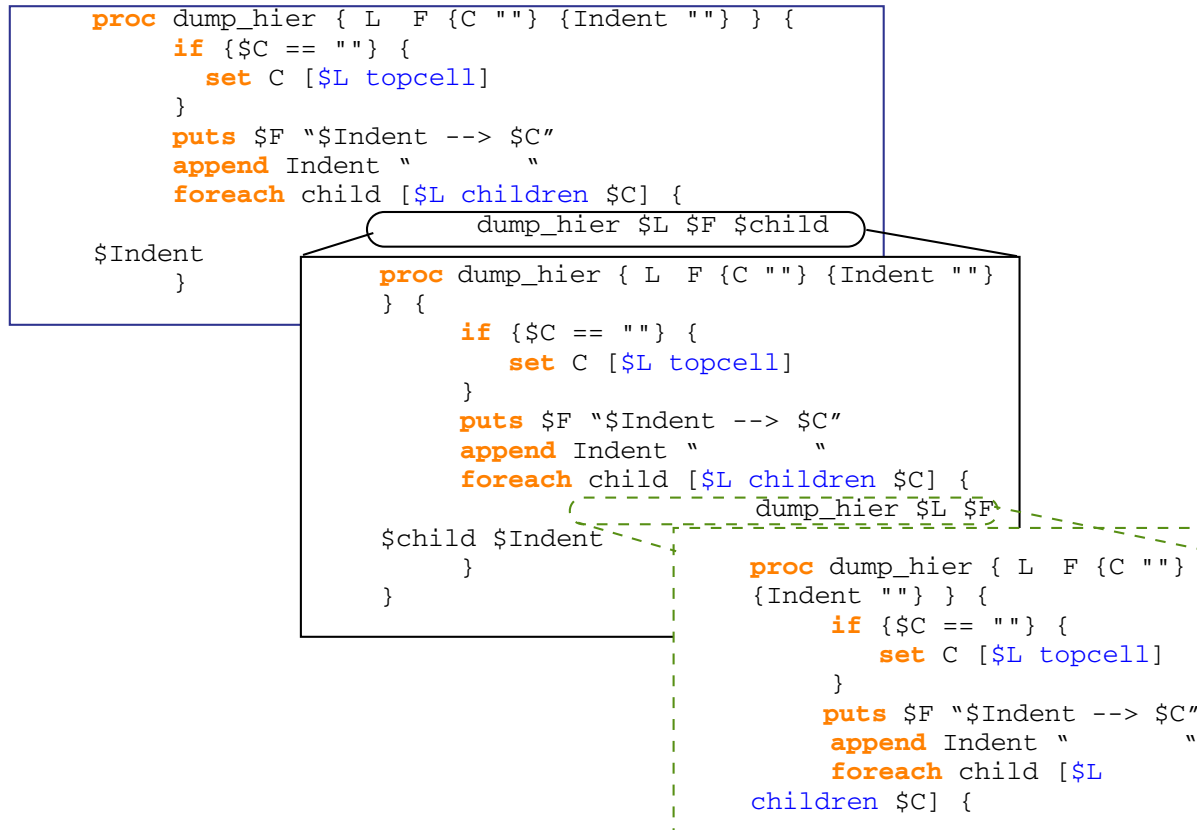 proc dump_hier { L  F {C ""} {Indent ""} } {
if {$C == ""} {
set C [$L topcell]
}
puts $F “$Indent --> $C”
append Indent “        “
foreach child [$L children $C] {
dump_hier $L $F $child
$Indent
}
proc dump_hier { L  F {C ""} {Indent ""}
} {
if {$C == ""} {
set C [$L topcell]
}
puts $F “$Indent --> $C”
append Indent “        “
foreach child [$L children $C] {
dump_hier $L $F
$child $Indent
}
}
proc dump_hier { L  F {C ""}
{Indent ""} } {
if {$C == ""} {
set C [$L topcell]
}
puts $F “$Indent --> $C”
append Indent “        “
foreach child [$L
children $C] {